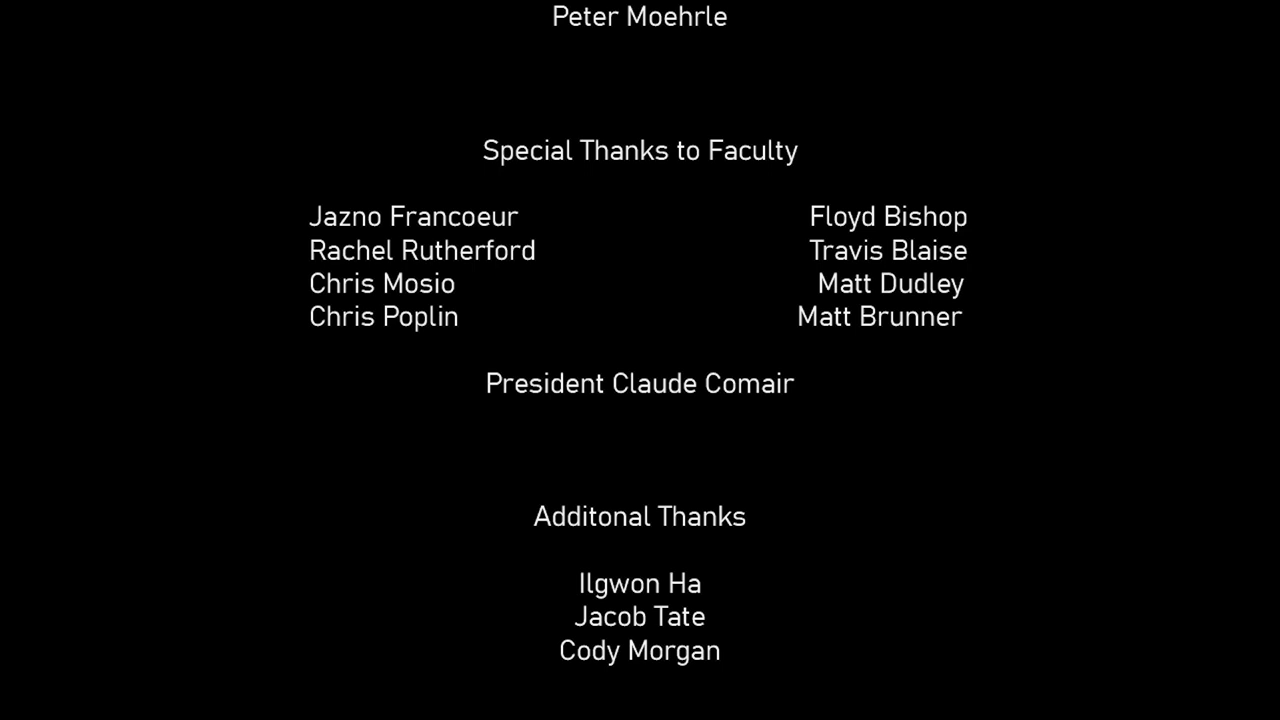 Peter Moehrle
Special Thanks to Faculty
Jazno Francoeur Floyd Bishop
Rachel Rutherford Travis Blaise
Chris Mosio Matt Dudley
Chris Poplin Matt Brunner
President Claude Comair
Additonal Thanks
Ilgwon Ha
Jacob Tate
Cody Morgan